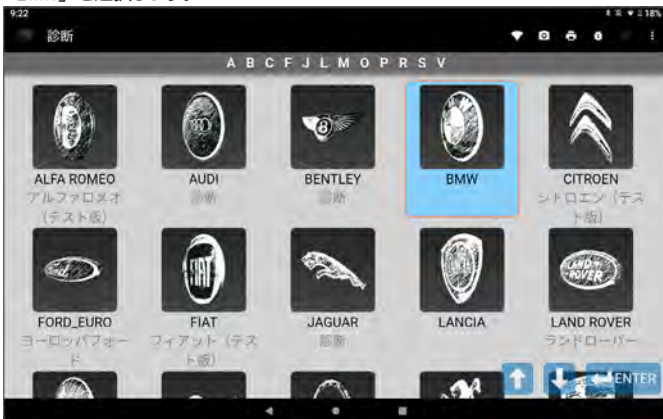 9:22
18%
診断
A B C F J L M O P R S V
ALFA ROMEO
アルファロメオ
(テスト版)
AUDI
診断
BENTLEY
診断
BMW
CITROEN
シトロエン (テス
ト版)
FORD_EURO
ヨーロッパフォー
ド
FIAT
フィアット (テス
ト版)
JAGUAR
診断
LANCIA
LAND ROVER
ランドローバー
ENTER